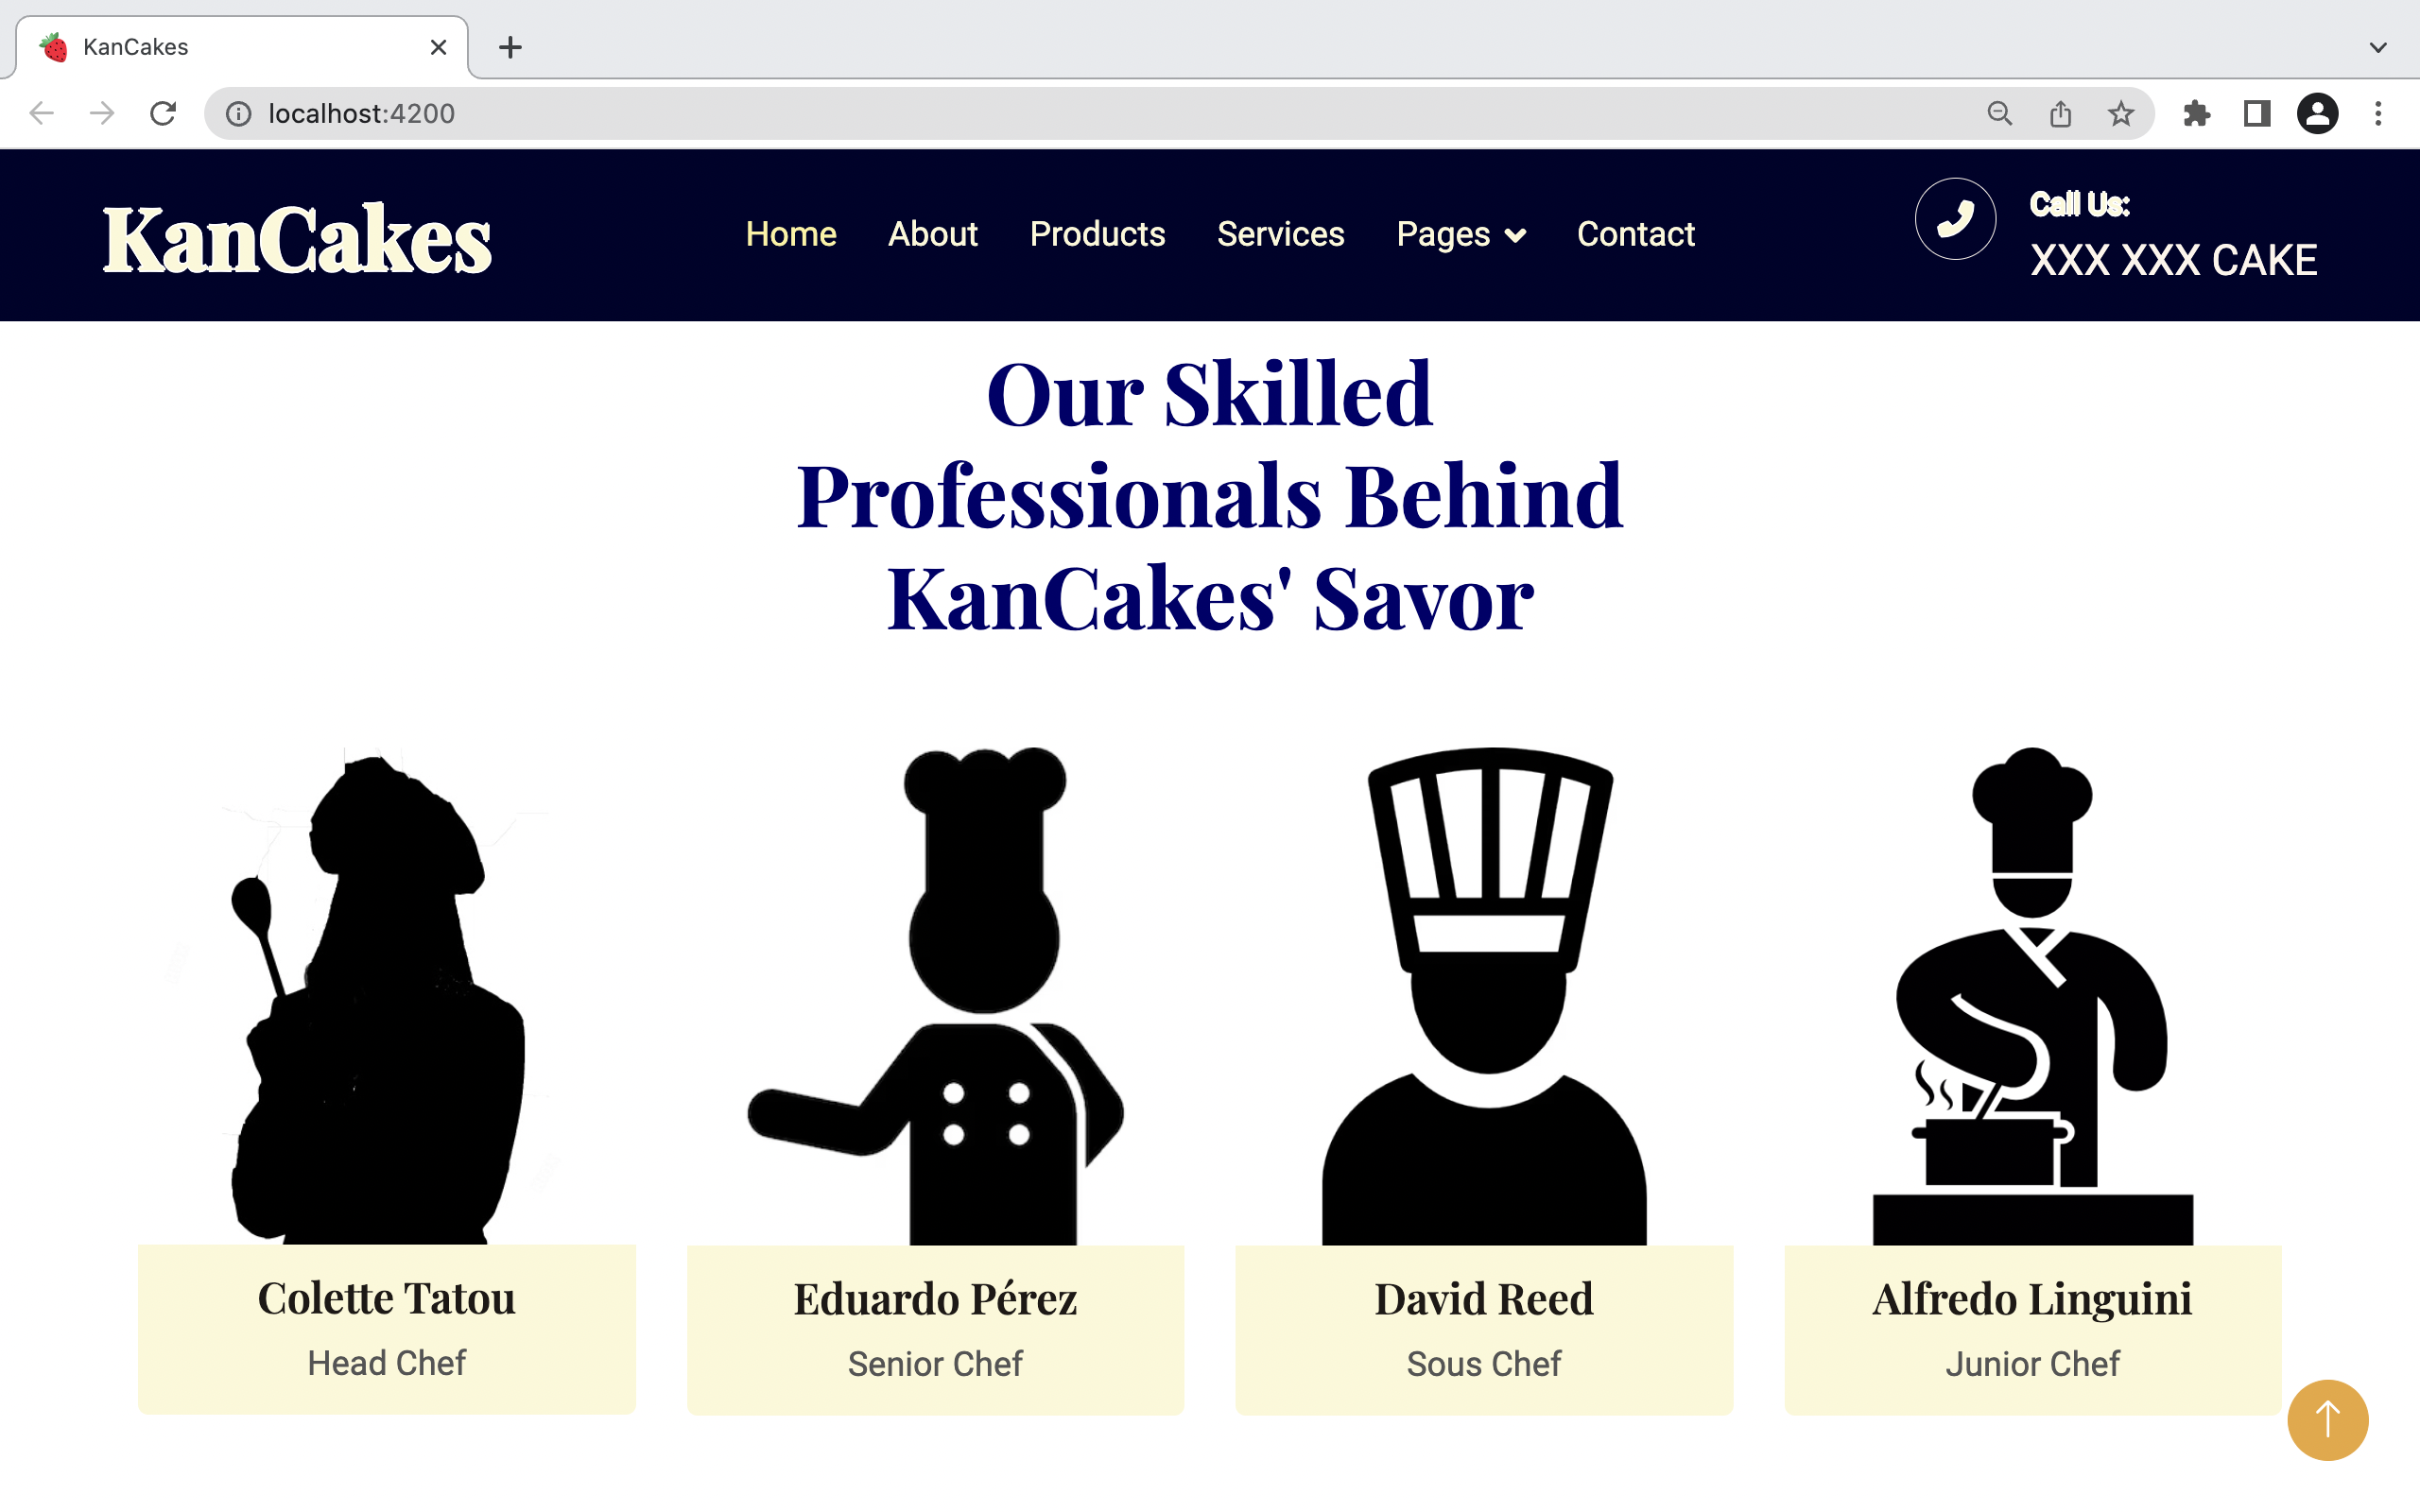 KanCakes
localhost:4200
KanCakes
Home About Products Services Pages Contact
Call Us:
XXX XXX CAKE
Our Skilled
Professionals Behind
KanCakes' Savor
Colette Tatou
Head Chef
Eduardo Pérez
Senior Chef
David Reed
Sous Chef
Alfredo Linguini
Junior Chef